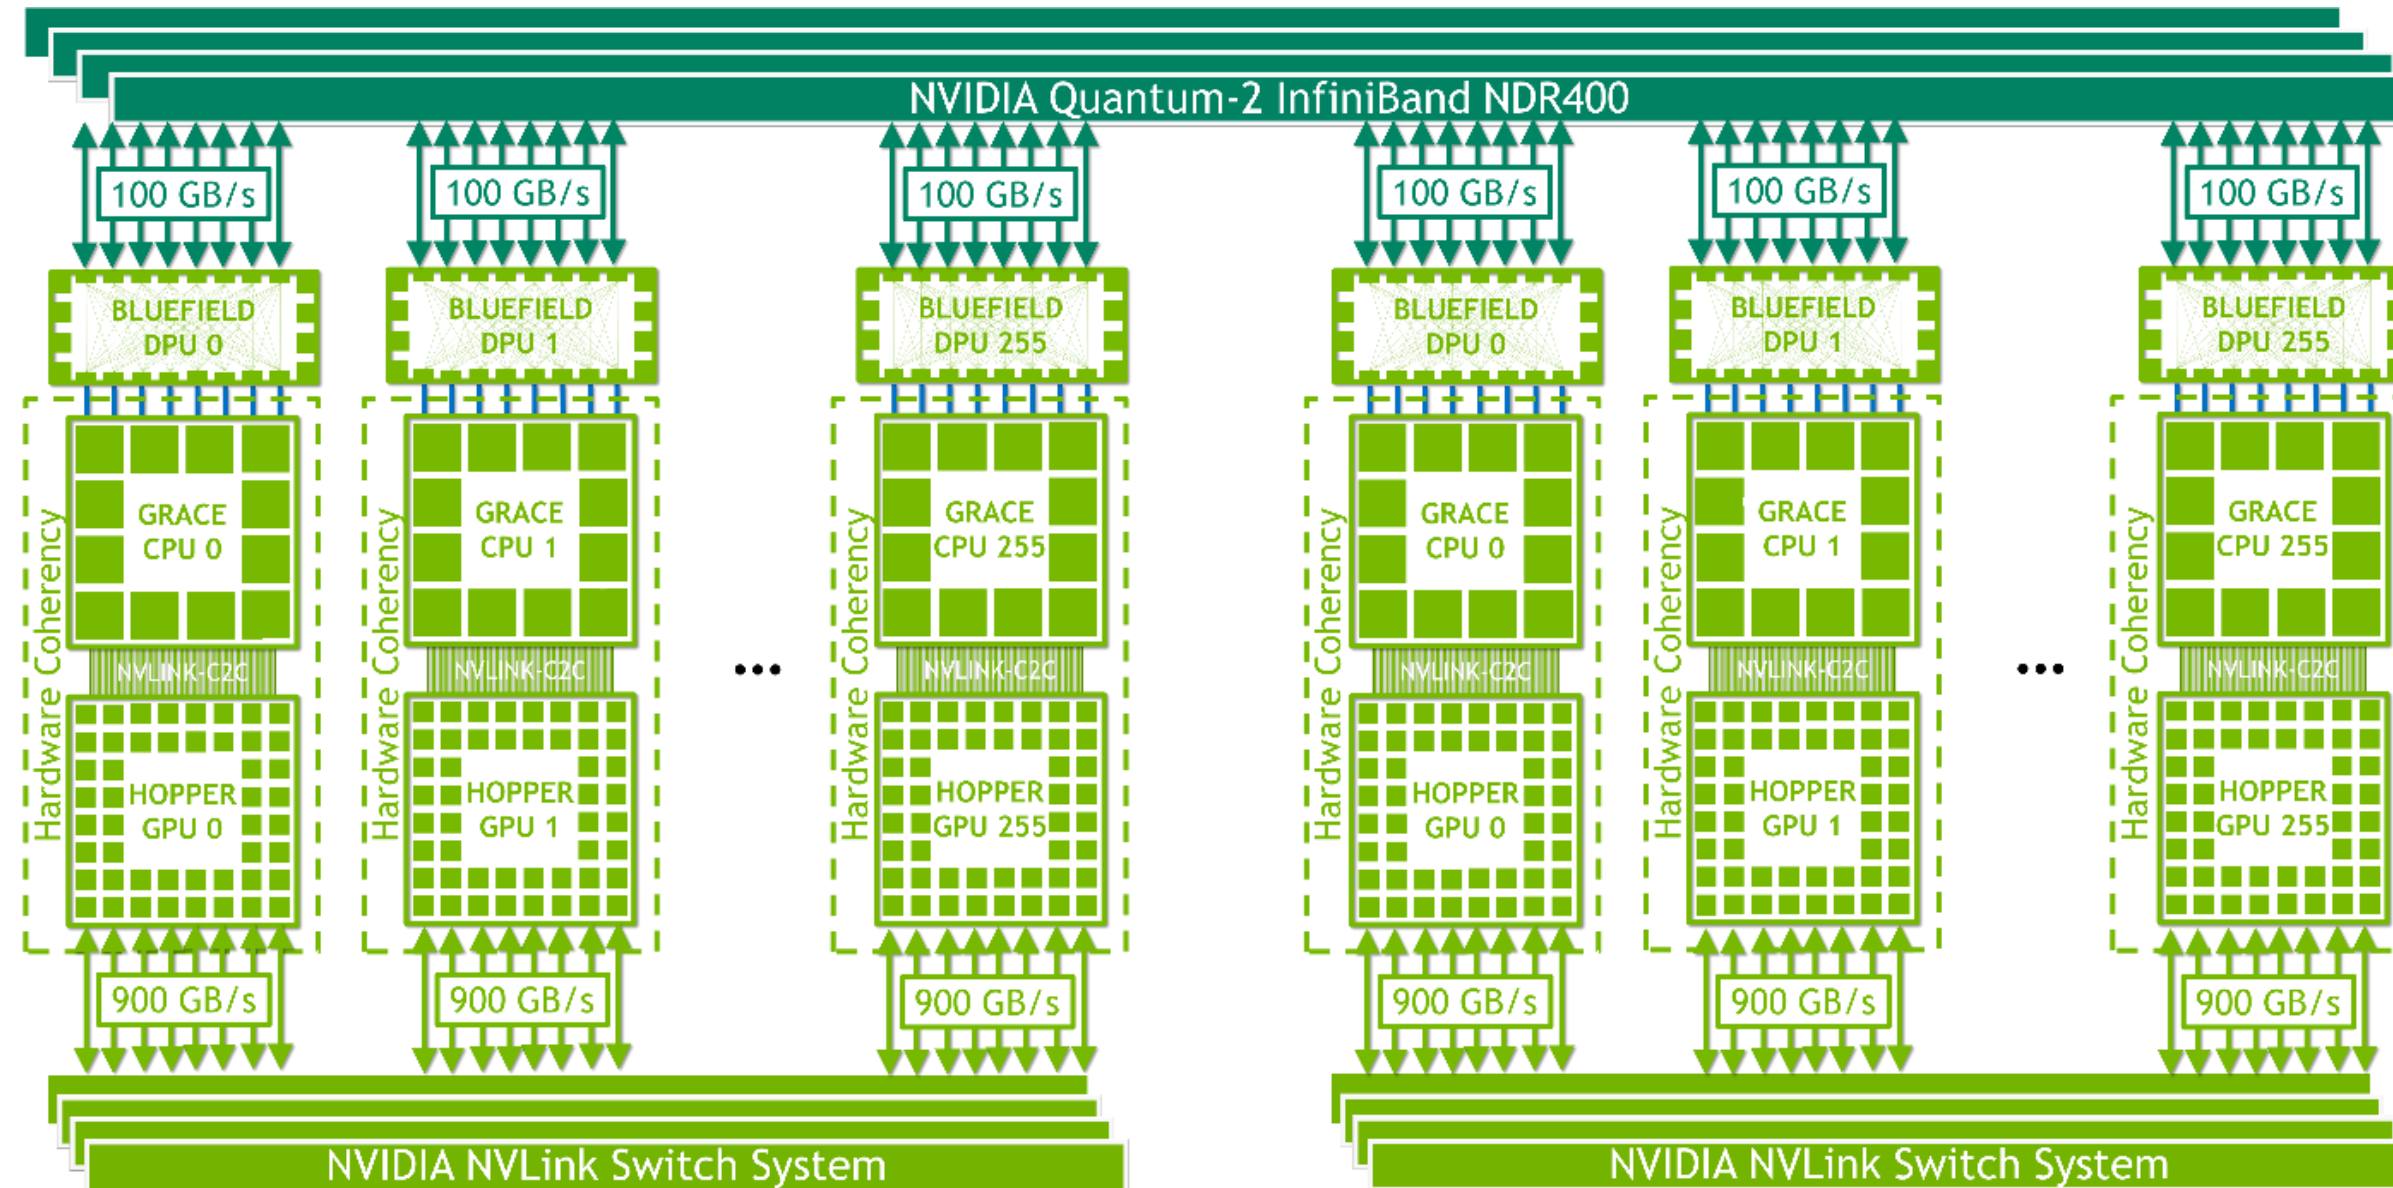 NVIDIA Quantum-2 InfiniBand NDR400
100 GB/s
100 GB/s
100 GB/s
100 GB/s
100 GB/s
100 GB/s
BLUEFIELD
DPU 0
BLUEFIELD
DPU 1
BLUEFIELD
DPU 255
BLUEFIELD
DPU 0
BLUEFIELD
DPU 1
BLUEFIELD
DPU 255
Hardware Coherency
GRACE
CPU 0
NVLINK-C2C
HOPPER
GPU 0
Hardware Coherency
GRACE
CPU 1
NVLINK-C2C
HOPPER
GPU 1
...
Hardware Coherency
GRACE
CPU 255
NVLINK-C2C
HOPPER
GPU 255
Hardware Coherency
GRACE
CPU 0
NVLINK-C2C
HOPPER
GPU 0
Hardware Coherency
GRACE
CPU 1
NVLINK-C2C
HOPPER
GPU 1
...
Hardware Coherency
GRACE
CPU 255
NVLINK-C2C
HOPPER
GPU 255
900 GB/s
900 GB/s
900 GB/s
900 GB/s
900 GB/s
900 GB/s
NVIDIA NVLink Switch System
NVIDIA NVLink Switch System